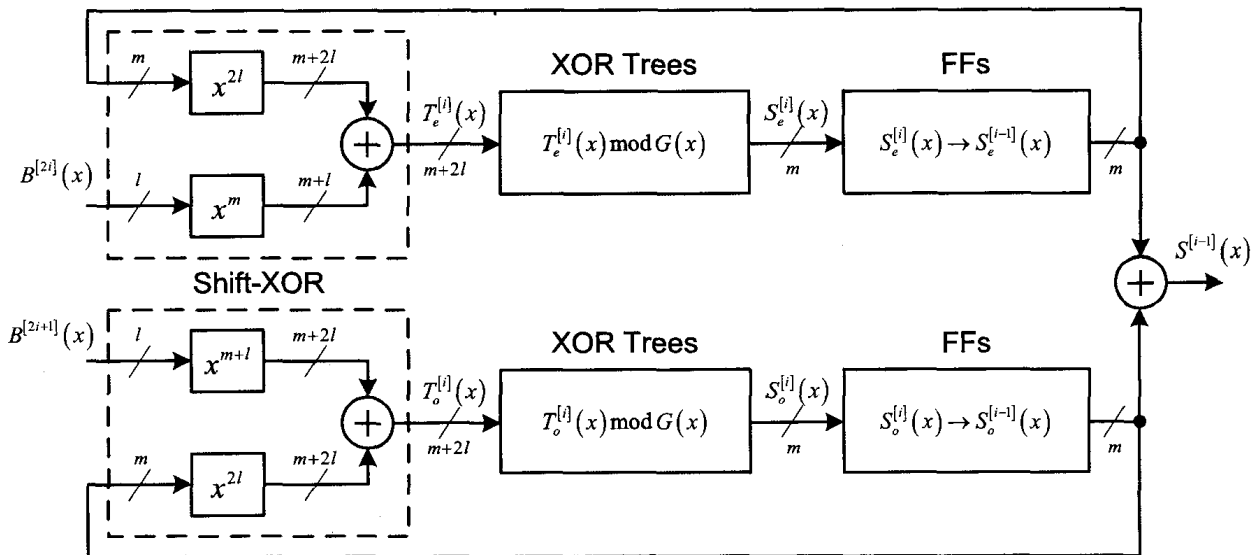 m
x^{2l}
m+2l
B^{[2i]}(x)
l
x^{m}
m+l
T_e^{[i]}(x)
m+2l
XOR Trees
T_e^{[i]}(x) mod G(x)
S_e^{[i]}(x)
m
FFs
S_e^{[i]}(x) → S_e^{[i-1]}(x)
m
+
+
S^{[i-1]}(x)
Shift-XOR
B^{[2i+1]}(x)
l
x^{m+l}
m+2l
m
x^{2l}
m+2l
+
T_o^{[i]}(x)
m+2l
XOR Trees
T_o^{[i]}(x) mod G(x)
S_o^{[i]}(x)
m
FFs
S_o^{[i]}(x) → S_o^{[i-1]}(x)
m